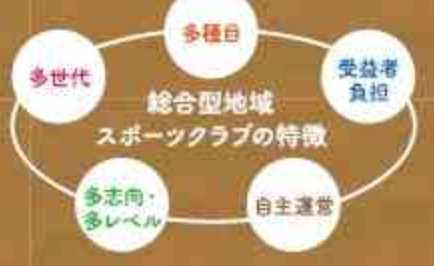 多種目
多世代
受益者
負担
総合型地域
スポーツクラブの特徴
多志向・
多レベル
自主運営